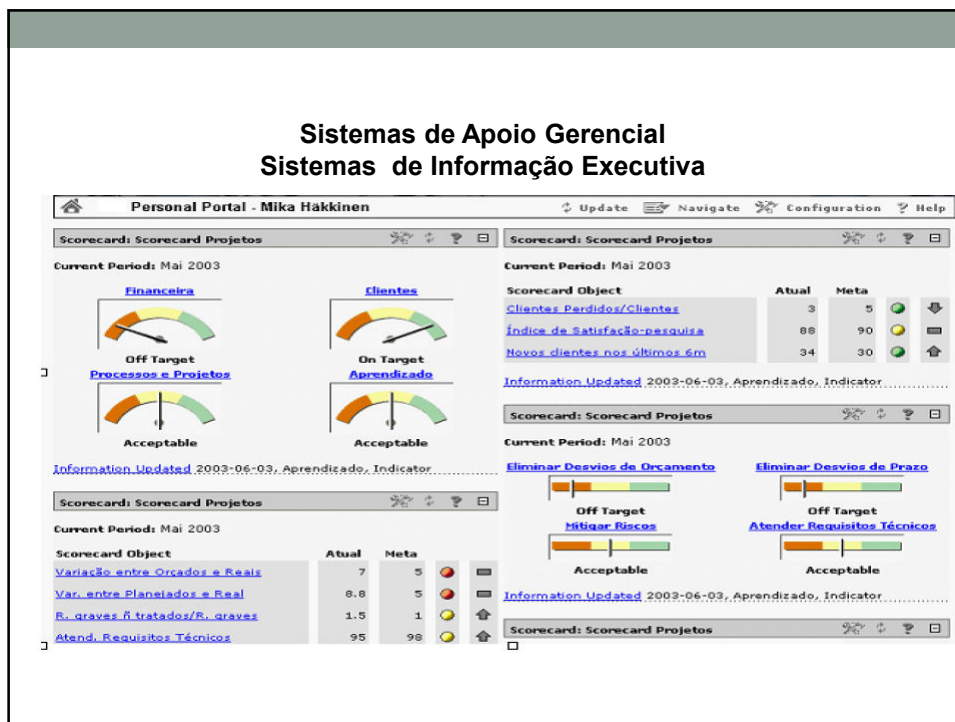 Sistemas de Apoio Gerencial
Sistemas de Informação Executiva
Personal Portal - Mika Häkkinen
Update Navigate Configuration ? Help
Scorecard: Scorecard Projetos
Current Period: Mai 2003
Financeira Clientes
Off Target On Target
Processos e Projetos Aprendizado
Acceptable Acceptable
Information Updated 2003-06-03, Aprendizado, Indicator
Scorecard: Scorecard Projetos
Current Period: Mai 2003
Scorecard Object Atual Meta
Variação entre Orçados e Reais 7 5
Var. entre Planejados e Real 8.8 5
R. graves ñ tratados/R. graves 1.5 1
Atend. Requisitos Técnicos 95 98
Scorecard: Scorecard Projetos
Current Period: Mai 2003
Scorecard Object Atual Meta
Clientes Perdidos/Clientes 3 5
Índice de Satisfação-pesquisa 88 90
Novos clientes nos últimos 6m 34 30
Information Updated 2003-06-03, Aprendizado, Indicator
Scorecard: Scorecard Projetos
Current Period: Mai 2003
Eliminar Desvios de Orçamento Eliminar Desvios de Prazo
Off Target Off Target
Mitigar Riscos Atender Requisitos Técnicos
Acceptable Acceptable
Information Updated 2003-06-03, Aprendizado, Indicator
Scorecard: Scorecard Projetos